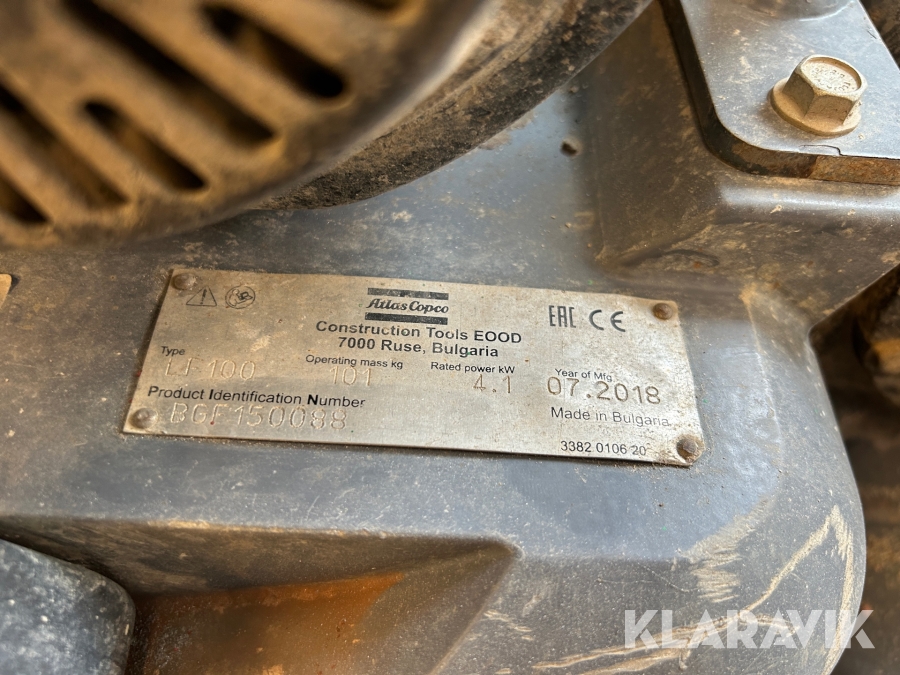 Atlas Copco
Construction Tools EOOD
7000 Ruse, Bulgaria
EAC CE
Type
LF100
Operating mass kg
101
Rated power kW
4.1
Year of Mfg
07.2018
Product Identification Number
BGF150088
Made in Bulgaria
3382 0106 20
KLARAVIK